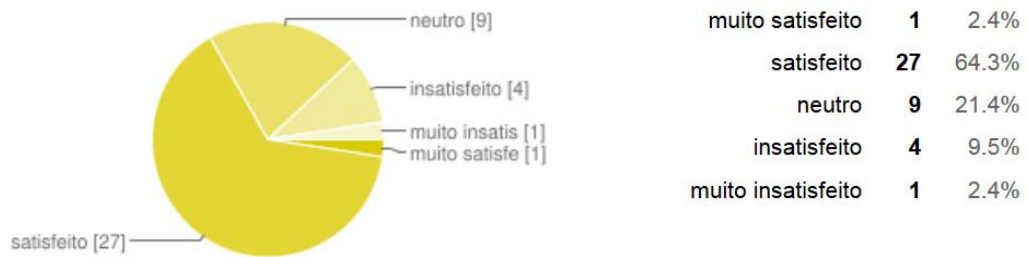 neutro [9]
insatisfeito [4]
muito insatis [1]
muito satisfe [1]
satisfeito [27]
muito satisfeito 1 2.4%
satisfeito 27 64.3%
neutro 9 21.4%
insatisfeito 4 9.5%
muito insatisfeito 1 2.4%